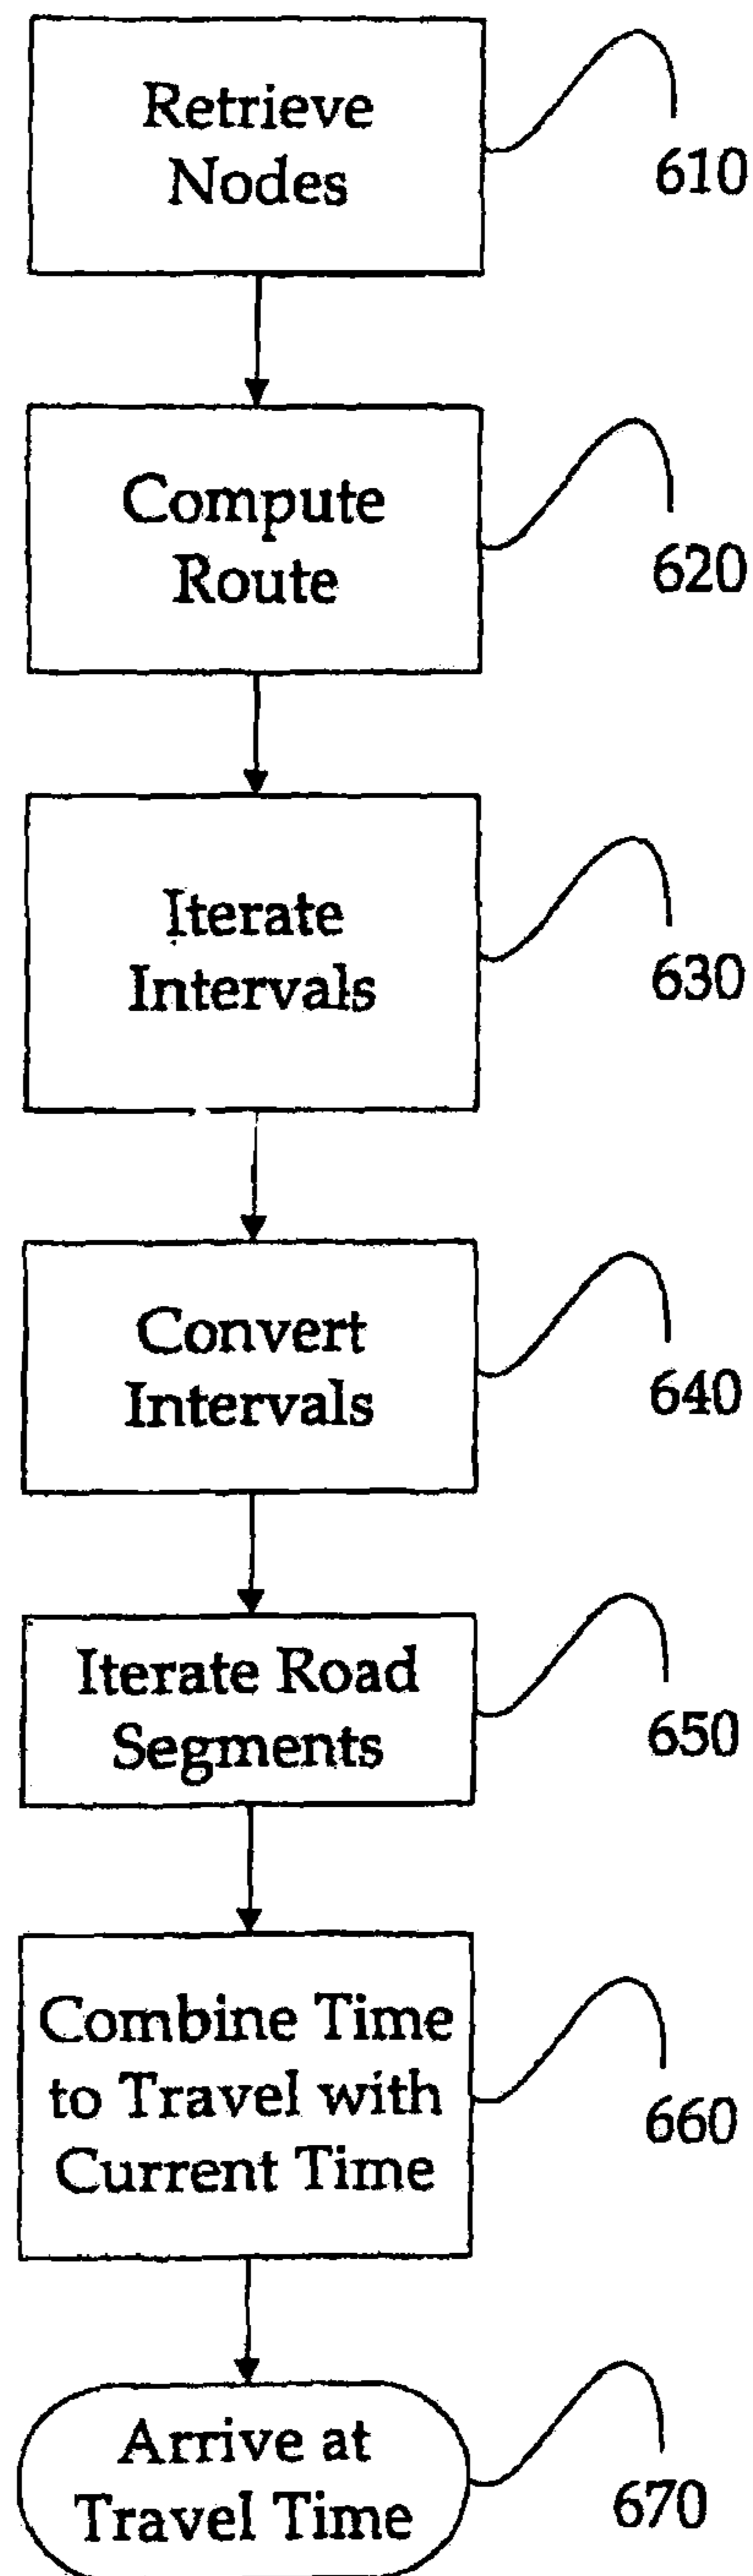 Retrieve
Nodes
610
Compute
Route
620
Iterate
Intervals
630
Convert
Intervals
640
Iterate Road
Segments
650
Combine Time
to Travel with
Current Time
660
Arrive at
Travel Time
670